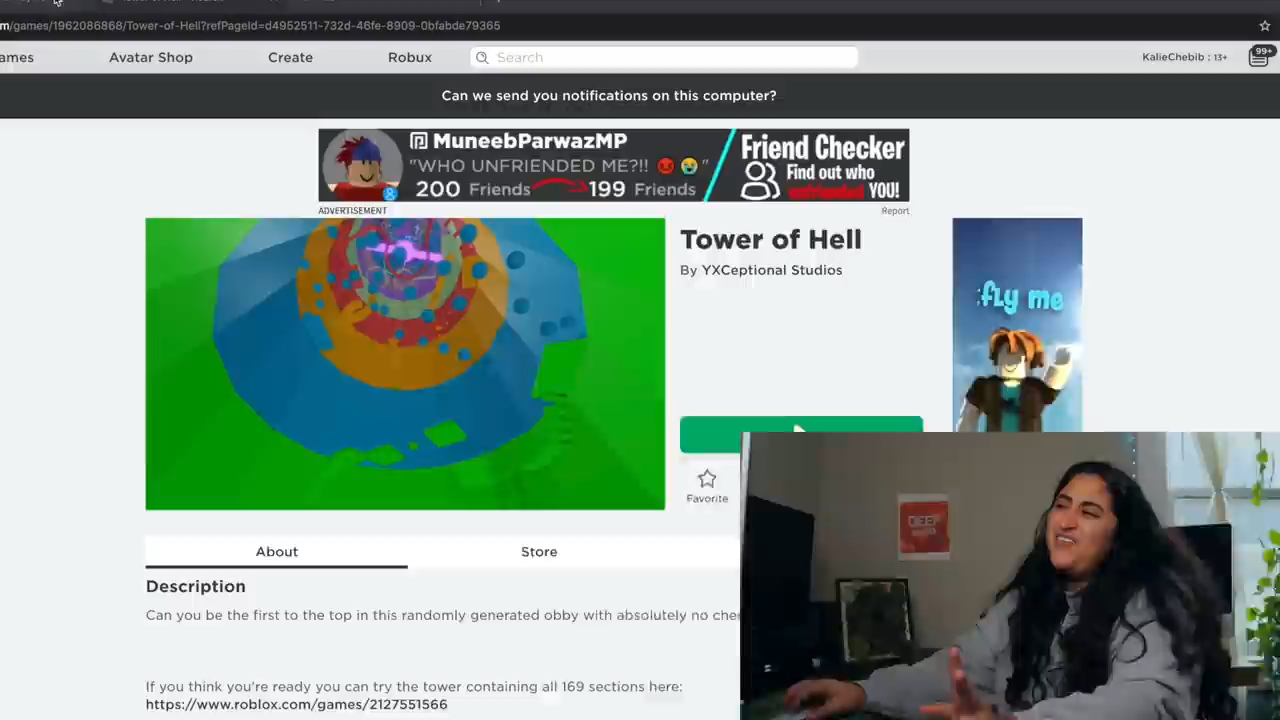 m/games/1962086868/Tower-of-Hell?refPageId=d4952511-732d-46fe-8909-0bfabde79365
ames Avatar Shop Create Robux Search KalieChebib : 13+ 99+
Can we send you notifications on this computer?
MuneebParwazMP
"WHO UNFRIENDED ME?!! 😡 😭"
200 Friends 199 Friends
Friend Checker
Find out who
unfriended YOU!
ADVERTISEMENT Report
Tower of Hell
By YXCeptional Studios
fly me
Favorite
About Store
Description
Can you be the first to the top in this randomly generated obby with absolutely no che
If you think you're ready you can try the tower containing all 169 sections here:
https://www.roblox.com/games/2127551566